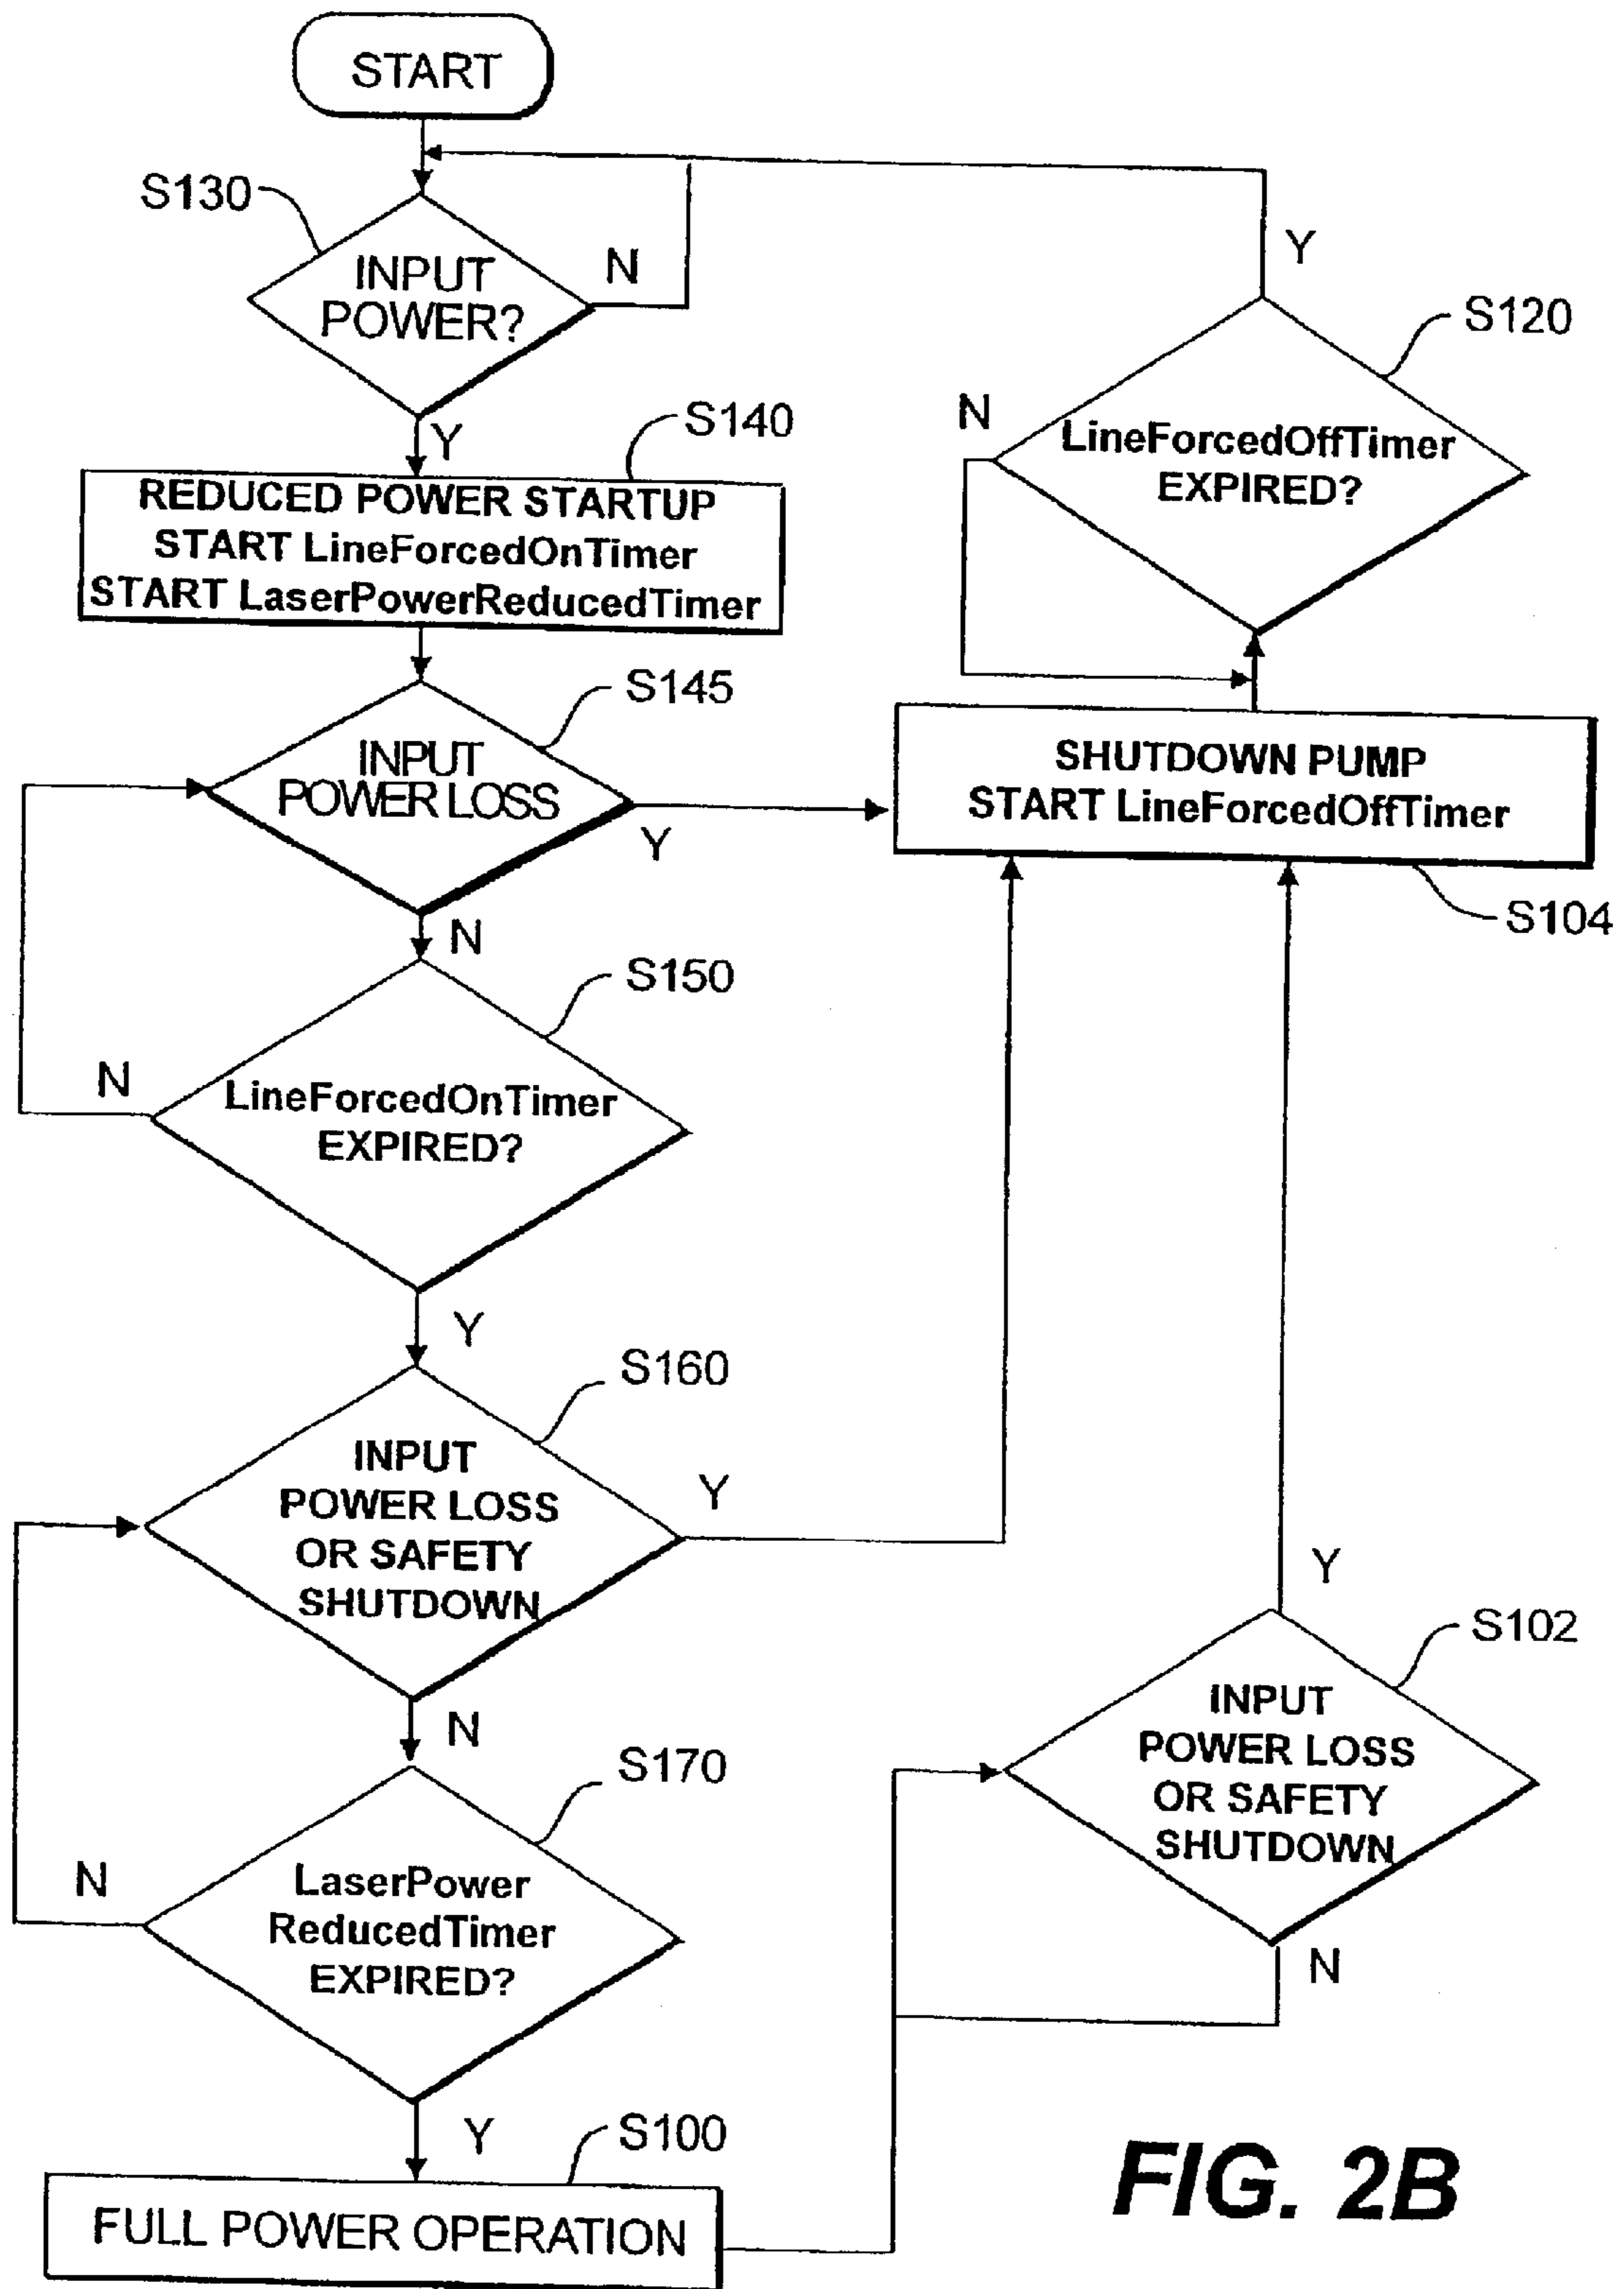 START
S130
INPUT
POWER?
N
Y
S120
N
LineForcedOffTimer
EXPIRED?
Y
S140
REDUCED POWER STARTUP
START LineForcedOnTimer
START LaserPowerReducedTimer
S145
INPUT
POWER LOSS
Y
SHUTDOWN PUMP
START LineForcedOffTimer
S104
N
S150
N
LineForcedOnTimer
EXPIRED?
Y
S160
INPUT
POWER LOSS
OR SAFETY
SHUTDOWN
Y
Y
S102
INPUT
POWER LOSS
OR SAFETY
SHUTDOWN
N
N
S170
N
LaserPower
ReducedTimer
EXPIRED?
Y
S100
FULL POWER OPERATION
FIG. 2B